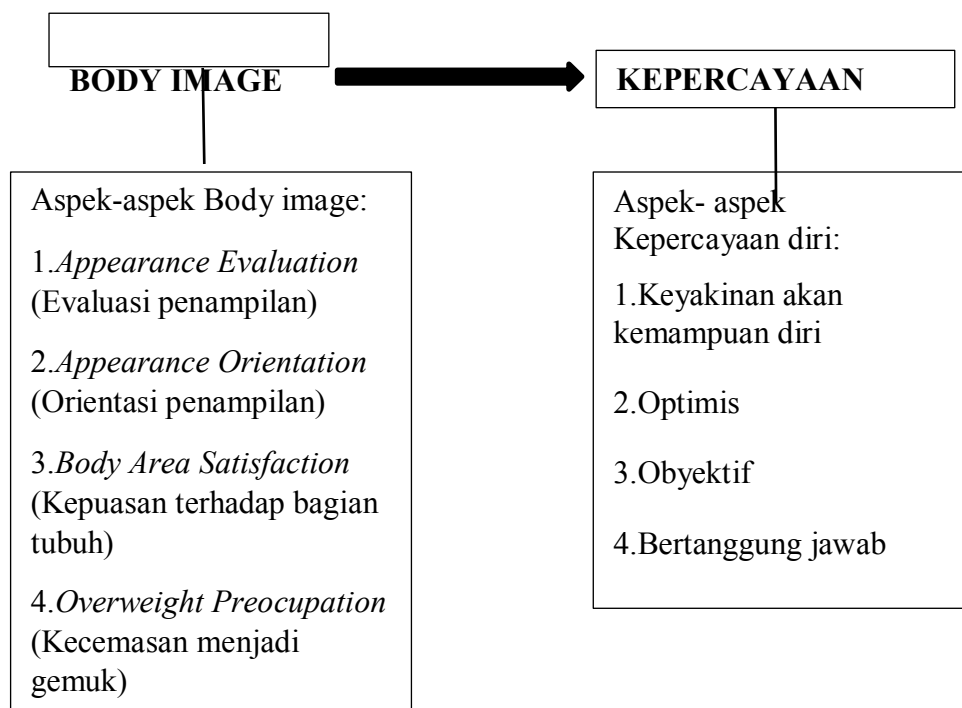 BODY IMAGE
KEPERCAYAAN
Aspek-aspek Body image:
1.Appearance Evaluation
(Evaluasi penampilan)
2.Appearance Orientation
(Orientasi penampilan)
3.Body Area Satisfaction
(Kepuasan terhadap bagian
tubuh)
4.Overweight Preocupation
(Kecemasan menjadi
gemuk)
Aspek- aspek
Kepercayaan diri:
1.Keyakinan akan
kemampuan diri
2.Optimis
3.Obyektif
4.Bertanggung jawab